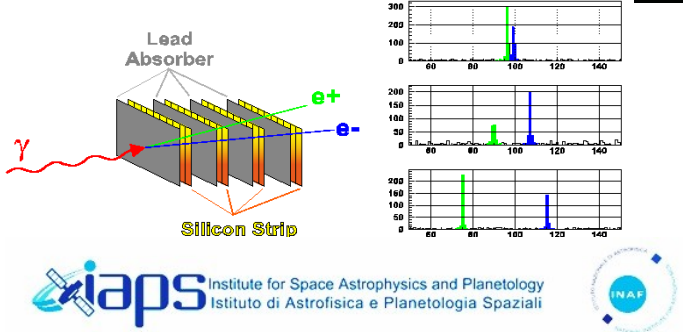 Lead
Absorber
e+
e-
γ
Silicon Strip
300
200
100
0
60
80
100
120
140
200
150
100
50
0
60
80
100
120
140
200
150
100
50
0
60
80
100
120
140
iaps
Institute for Space Astrophysics and Planetology
Istituto di Astrofisica e Planetologia Spaziali
INAF